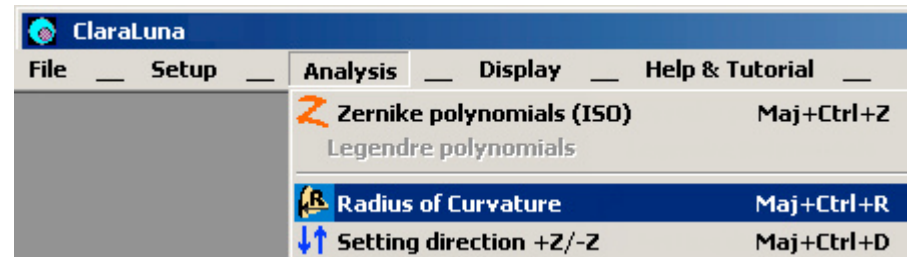 ClaraLuna
File __ Setup __ Analysis __ Display __ Help & Tutorial __
Zernike polynomials (ISO) Maj+Ctrl+Z
Legendre polynomials
Radius of Curvature Maj+Ctrl+R
Setting direction +Z/-Z Maj+Ctrl+D